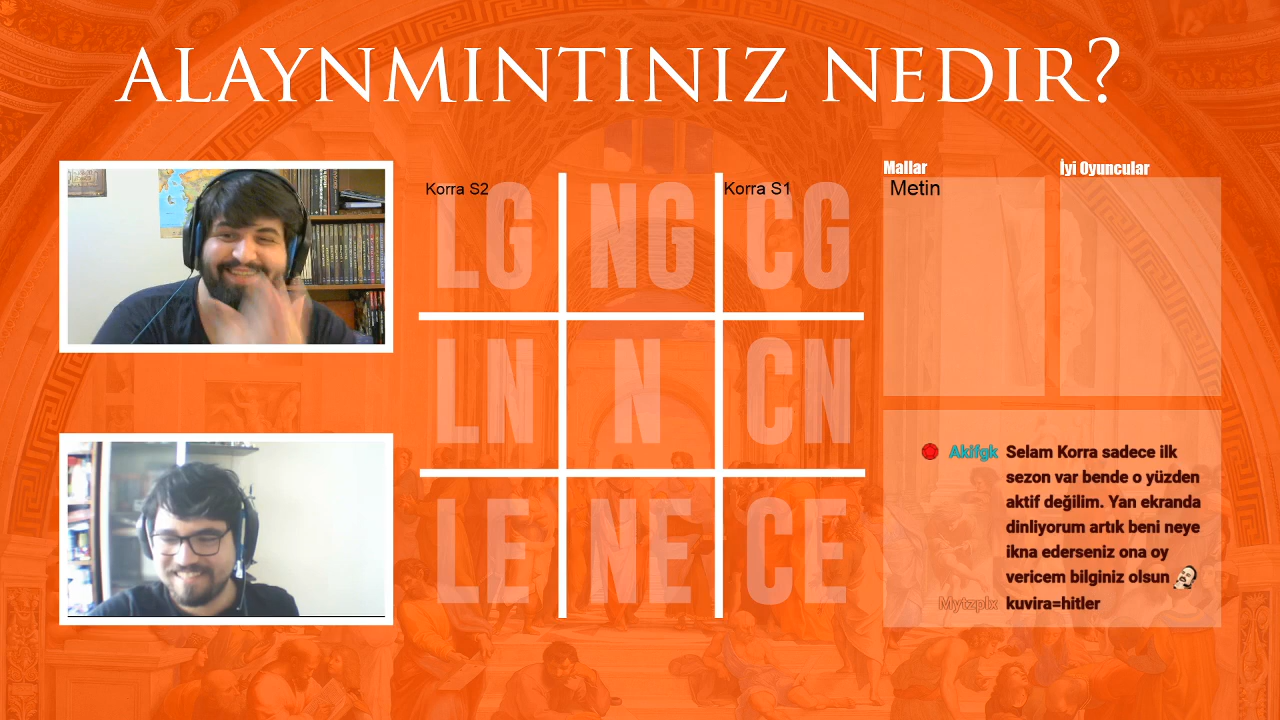 ALAYNMINTINIZ NEDIR?
Korra S2
Korra S1
LG NG CG
LN N CN
LE NE CE
Mallar
İyi Oyuncular
Metin
Akifgk Selam Korra sadece ilk
sezon var bende o yüzden
aktif değilim. Yan ekranda
dinliyorum artık beni neye
ikna ederseniz ona oy
vericem bilginiz olsun
Mytzplx kuvira=hitler